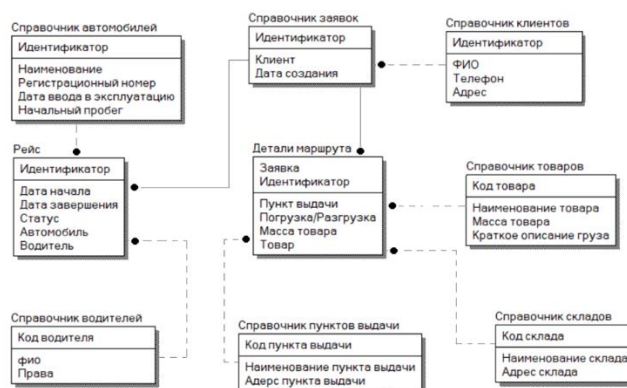 Справочник автомобилей
Идентификатор
Наименование
Регистрационный номер
Дата ввода в эксплуатацию
Начальный пробег
Справочник заявок
Идентификатор
Клиент
Дата создания
Справочник клиентов
Идентификатор
ФИО
Телефон
Адрес
Рейс
Идентификатор
Дата начала
Дата завершения
Статус
Автомобиль
Водитель
Детали маршрута
Заявка
Идентификатор
Пункт выдачи
Погрузка/Разгрузка
Масса товара
Товар
Справочник товаров
Код товара
Наименование товара
Масса товара
Краткое описание груза
Справочник водителей
Код водителя
фио
Права
Справочник пунктов выдачи
Код пункта выдачи
Наименование пункта выдачи
Адерс пункта выдачи
Справочник складов
Код склада
Наименование склада
Адрес склада